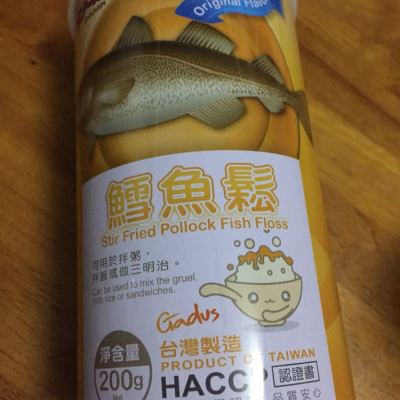 Original Flavor
鱈魚鬆
Stir Fried Pollock Fish Floss
可用於拌粥，
拌飯或做三明治。
Can be used to mix the gruel,
With rice or sandwiches.
Gadus
淨含量
200g
Net
台灣製造
PRODUCT OF TAIWAN
HACCP
認證書
品質安心